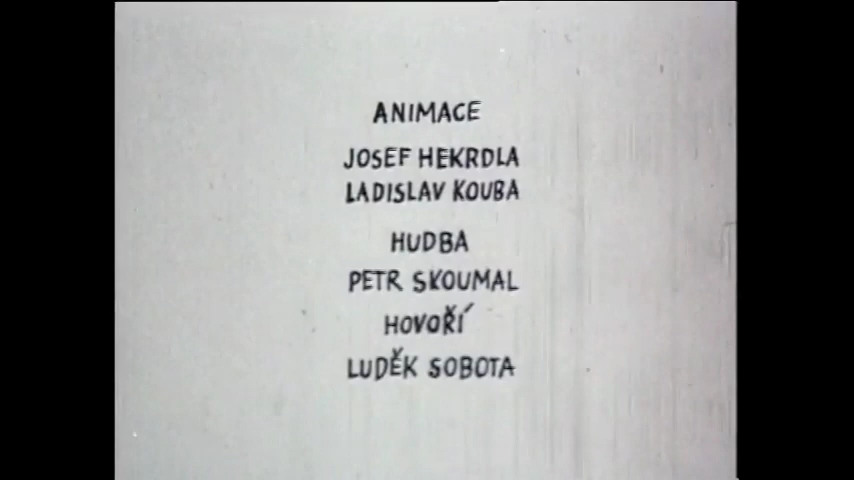 ANIMACE
JOSEF HEKRDLA
LADISLAV KOUBA
HUDBA
PETR SKOUMAL
HOVOŘÍ
LUDĚK SOBOTA